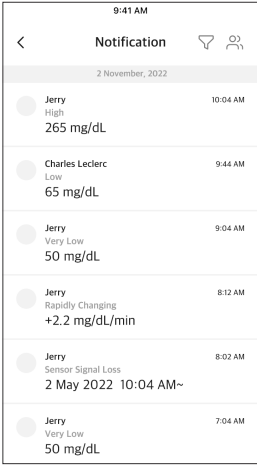 9:41 AM
Notification
2 November, 2022
Jerry 10:04 AM
High
265 mg/dL
Charles Leclerc 9:44 AM
Low
65 mg/dL
Jerry 9:04 AM
Very Low
50 mg/dL
Jerry 8:12 AM
Rapidly Changing
+2.2 mg/dL/min
Jerry 8:02 AM
Sensor Signal Loss
2 May 2022 10:04 AM~
Jerry 7:04 AM
Very Low
50 mg/dL